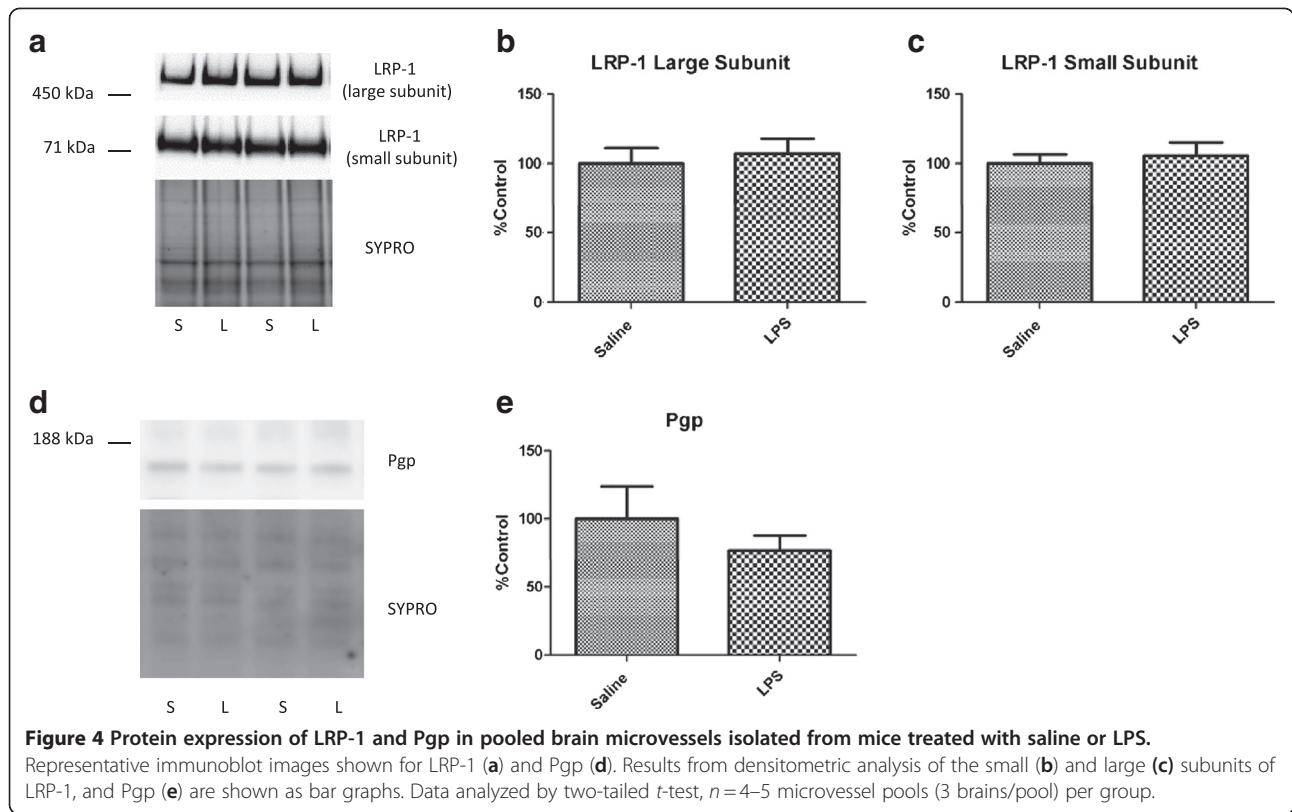 a
LRP-1
(large subunit)
450 kDa
LRP-1
(small subunit)
71 kDa
SYPRO
S L S L
b
LRP-1 Large Subunit
150
100
50
0
%Control
Saline
LPS
c
LRP-1 Small Subunit
150
100
50
0
%Control
Saline
LPS
d
188 kDa
Pgp
SYPRO
S L S L
e
Pgp
150
100
50
0
%Control
Saline
LPS
Figure 4 Protein expression of LRP-1 and Pgp in pooled brain microvessels isolated from mice treated with saline or LPS.
Representative immunoblot images shown for LRP-1 (a) and Pgp (d). Results from densitometric analysis of the small (b) and large (c) subunits of
LRP-1, and Pgp (e) are shown as bar graphs. Data analyzed by two-tailed t-test, n = 4–5 microvessel pools (3 brains/pool) per group.